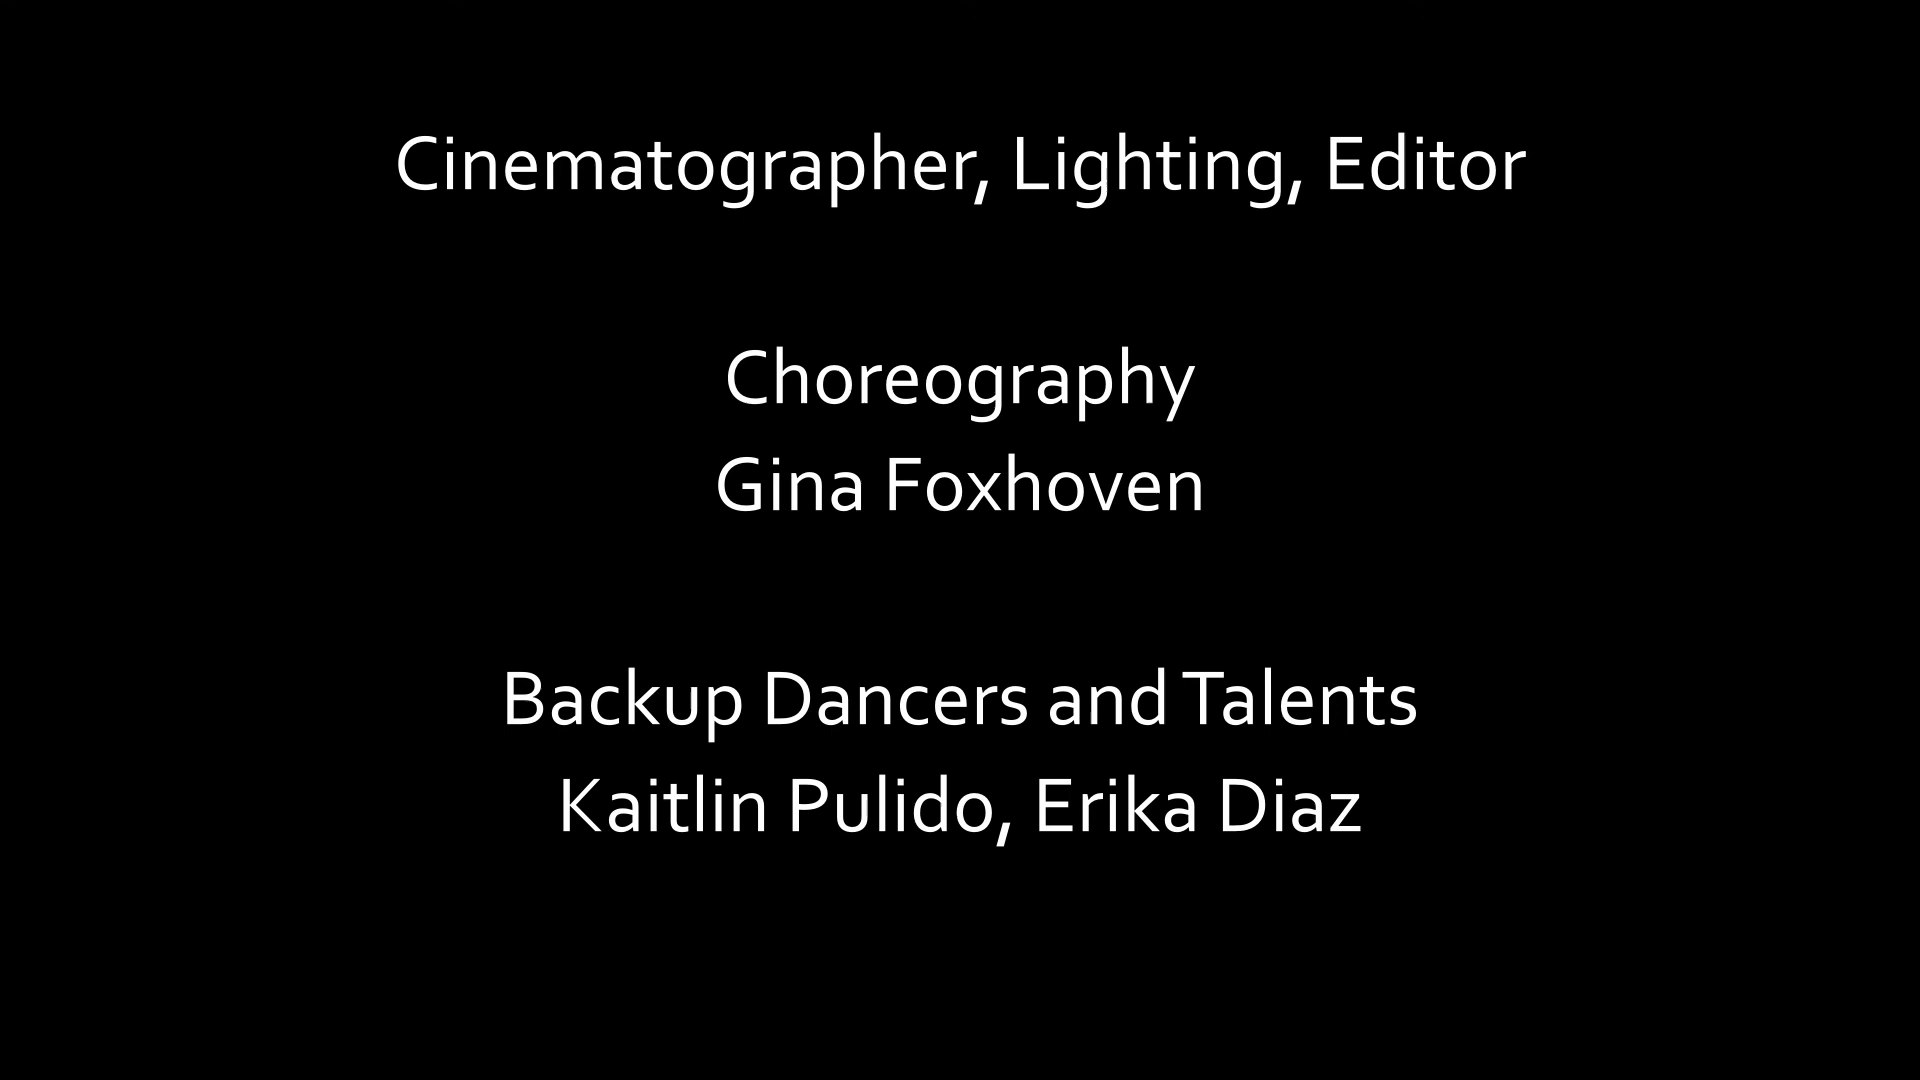 Cinematographer, Lighting, Editor
Choreography
Gina Foxhoven
Backup Dancers and Talents
Kaitlin Pulido, Erika Diaz